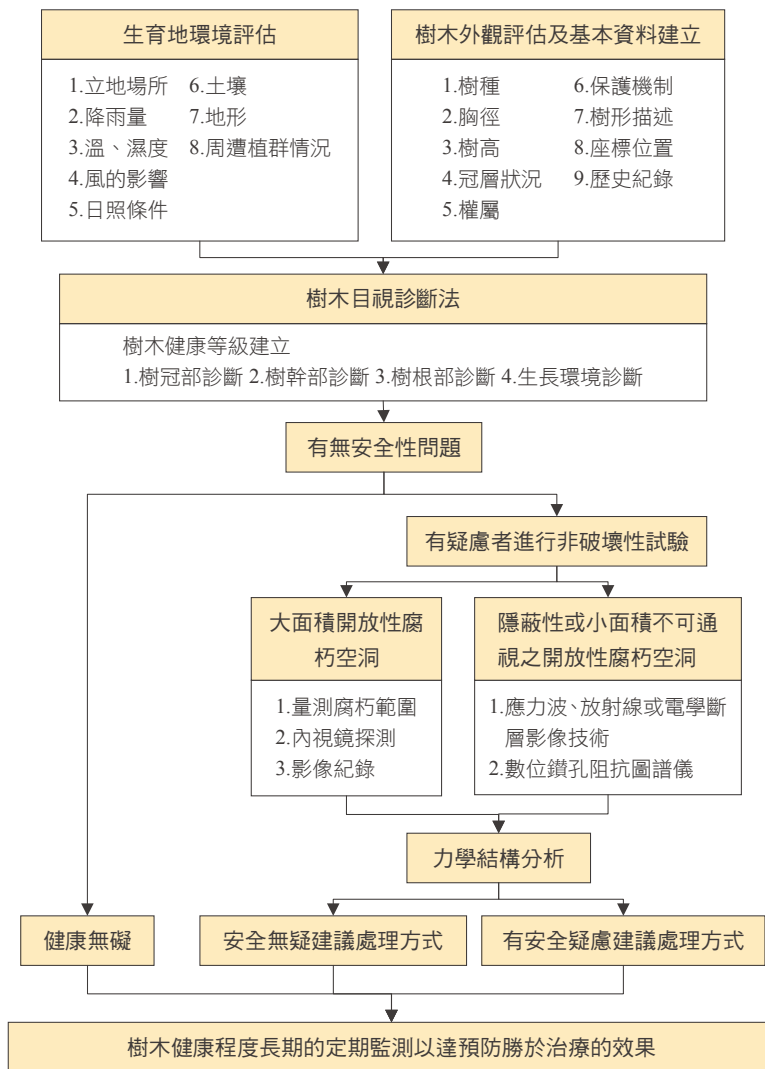 生育地環境評估
1.立地場所 6.土壤
2.降雨量 7.地形
3.溫、濕度 8.周遭植群情況
4.風的影響
5.日照條件
樹木外觀評估及基本資料建立
1.樹種 6.保護機制
2.胸徑 7.樹形描述
3.樹高 8.座標位置
4.冠層狀況 9.歷史紀錄
5.權屬
樹木目視診斷法
樹木健康等級建立
1.樹冠部診斷 2.樹幹部診斷 3.樹根部診斷 4.生長環境診斷
有無安全性問題
有疑慮者進行非破壞性試驗
大面積開放性腐
朽空洞
1.量測腐朽範圍
2.內視鏡探測
3.影像紀錄
隱蔽性或小面積不可通
視之開放性腐朽空洞
1.應力波、放射線或電學斷
層影像技術
2.數位鑽孔阻抗圖譜儀
力學結構分析
健康無礙
安全無疑建議處理方式
有安全疑慮建議處理方式
樹木健康程度長期的定期監測以達預防勝於治療的效果